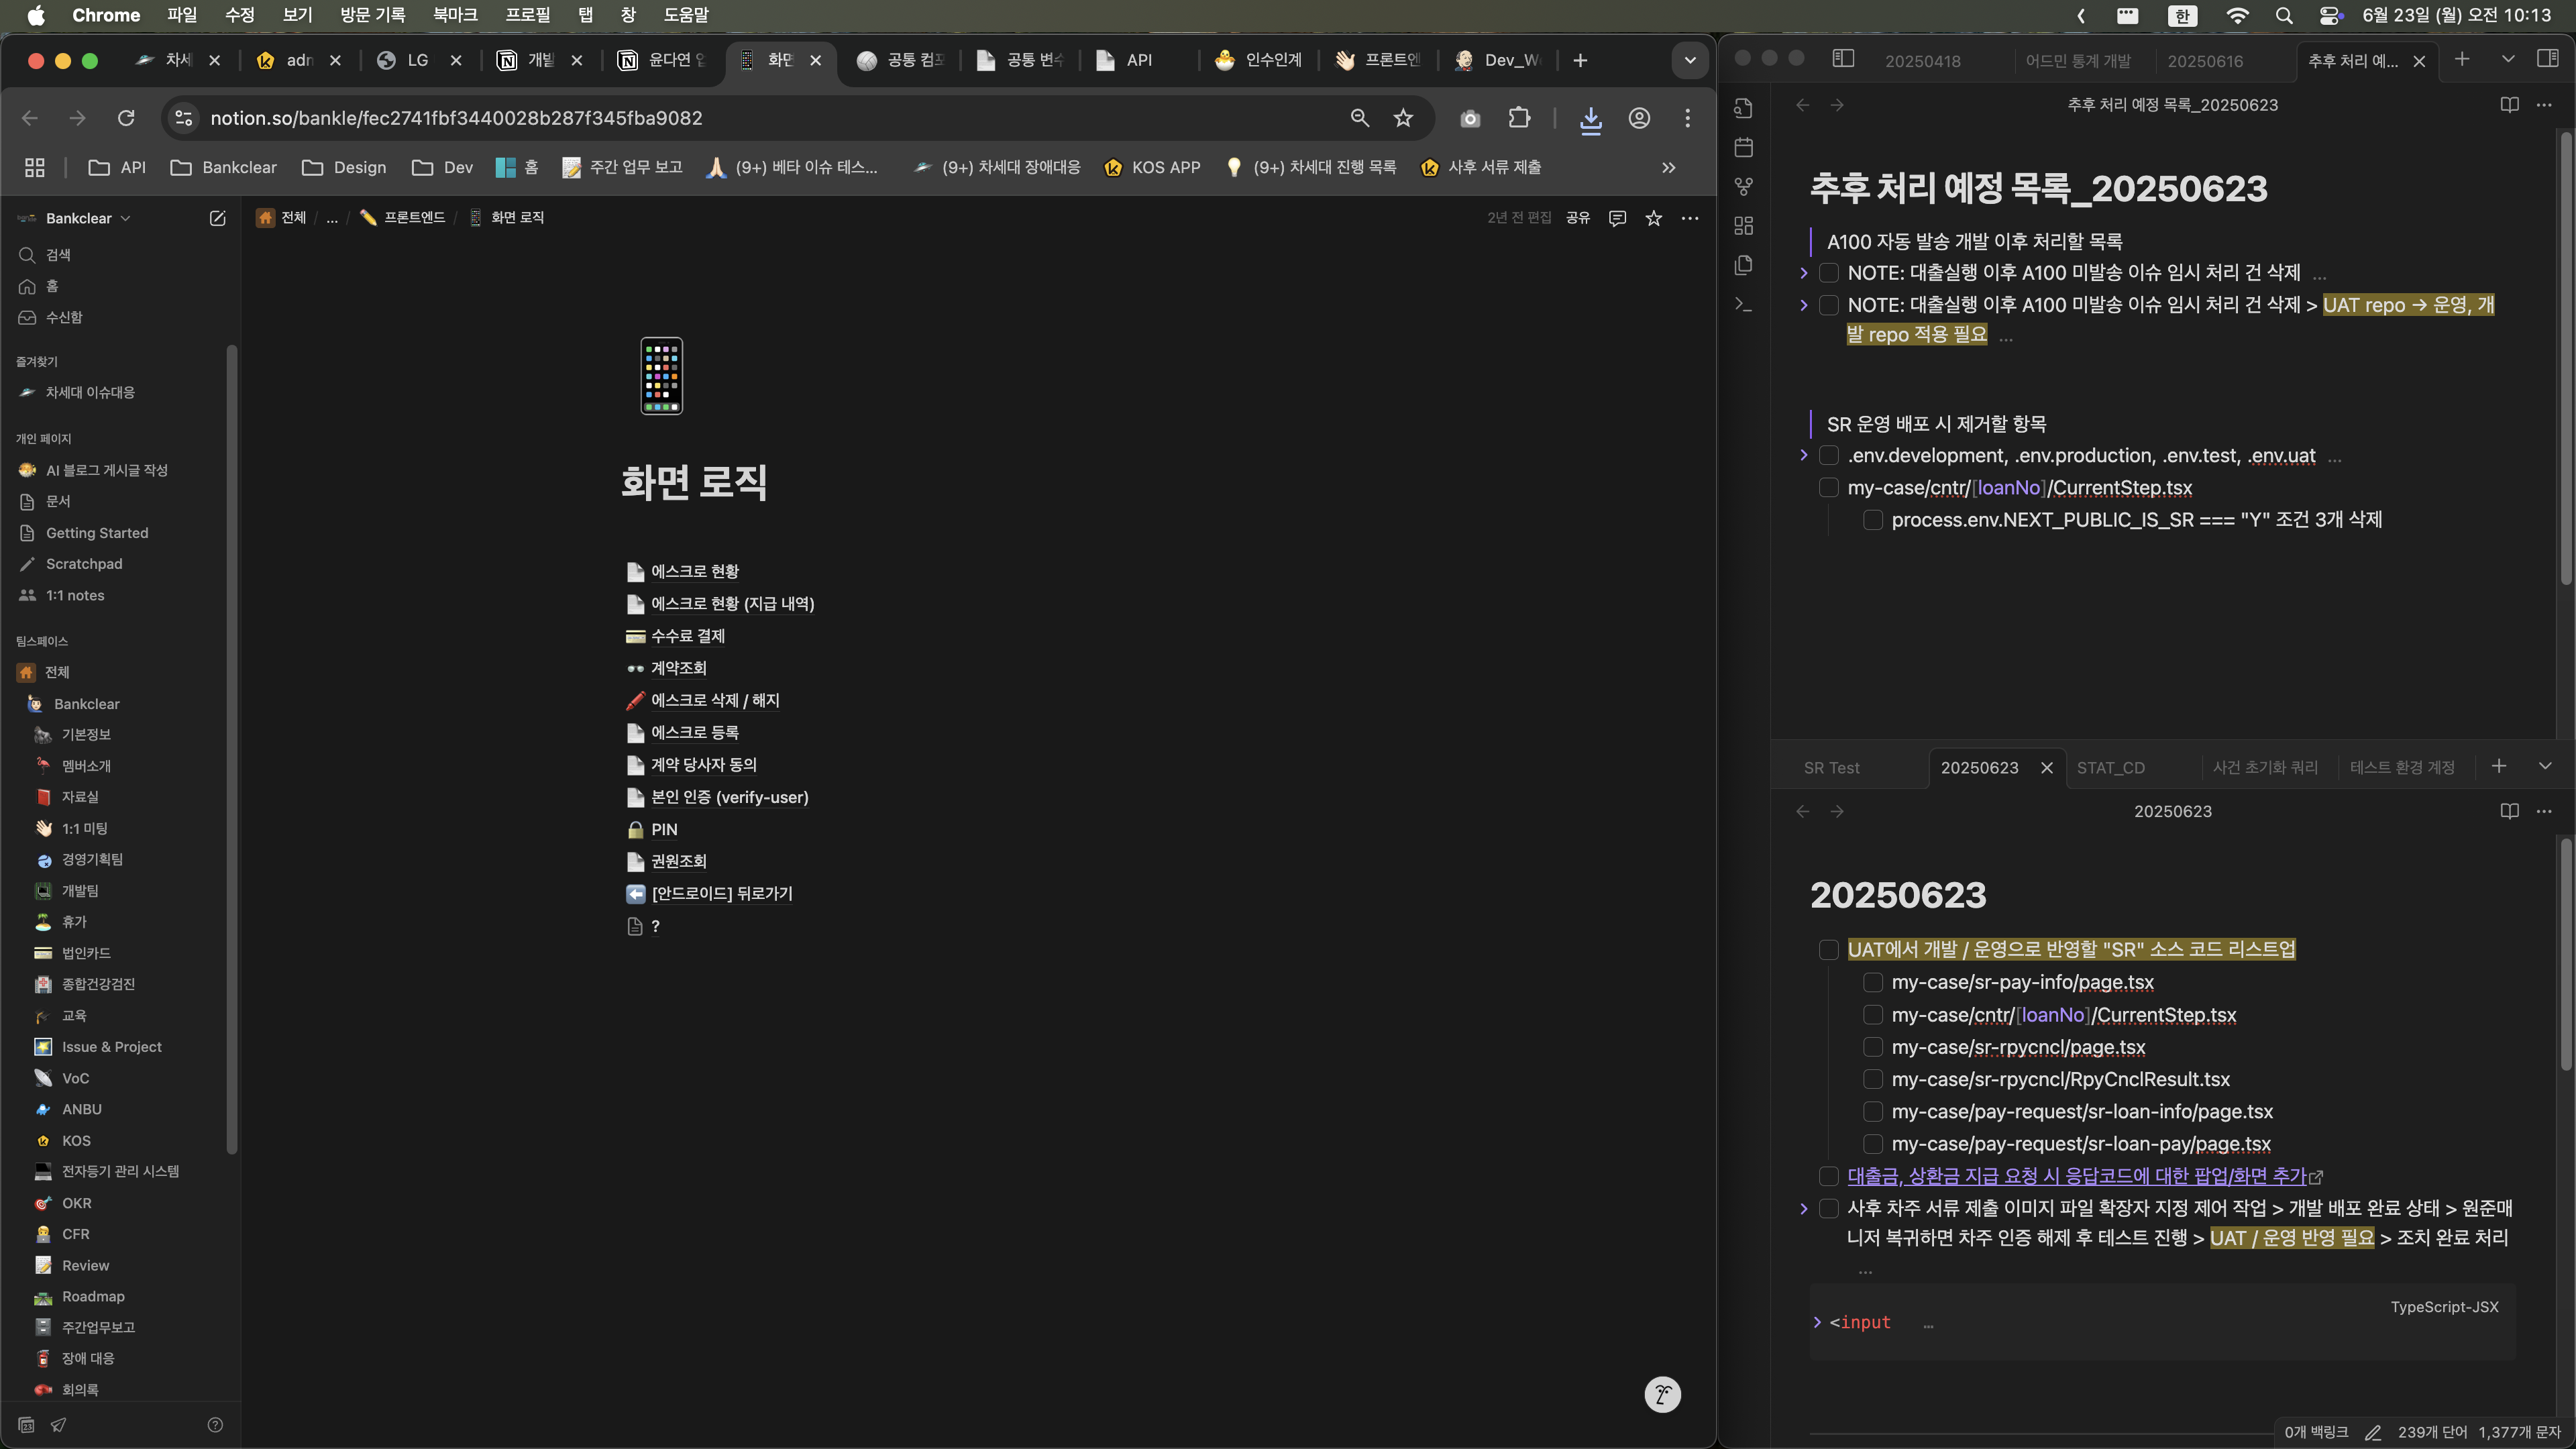 Chrome 파일 수정 보기 방문 기록 북마크 프로필 탭 창 도움말
한 6월 23일 (월) 오전 10:13
차세 adn LG 개발 윤다연 화면 공통 컴포 공통 변수 API 인수인계 프론트엔 Dev_W
notion.so/bankle/fec2741fbf3440028b287f345fba9082
API Bankclear Design Dev 홈 주간 업무 보고 (9+) 베타 이슈 테스... (9+) 차세대 장애대응 KOS APP (9+) 차세대 진행 목록 사후 서류 제출
Bankclear
검색
홈
수신함
즐겨찾기
차세대 이슈대응
개인 페이지
AI 블로그 게시글 작성
문서
Getting Started
Scratchpad
1:1 notes
팀스페이스
전체
Bankclear
기본정보
멤버소개
자료실
1:1 미팅
경영기획팀
개발팀
휴가
법인카드
종합건강검진
교육
Issue & Project
VoC
ANBU
KOS
전자등기 관리 시스템
OKR
CFR
Review
Roadmap
주간업무보고
장애 대응
회의록
전체 / ... / 프론트엔드 / 화면 로직
2년 전 편집 공유
화면 로직
에스크로 현황
에스크로 현황 (지급 내역)
수수료 결제
계약조회
에스크로 삭제 / 해지
에스크로 등록
계약 당사자 동의
본인 인증 (verify-user)
PIN
권원조회
[안드로이드] 뒤로가기
?
20250418 어드민 통계 개발 20250616 추후 처리 예...
추후 처리 예정 목록_20250623
추후 처리 예정 목록_20250623
A100 자동 발송 개발 이후 처리할 목록
NOTE: 대출실행 이후 A100 미발송 이슈 임시 처리 건 삭제 ...
NOTE: 대출실행 이후 A100 미발송 이슈 임시 처리 건 삭제 > UAT repo → 운영, 개
발 repo 적용 필요 ...
SR 운영 배포 시 제거할 항목
.env.development, .env.production, .env.test, .env.uat ...
my-case/cntr/[loanNo]/CurrentStep.tsx
process.env.NEXT_PUBLIC_IS_SR === "Y" 조건 3개 삭제
SR Test 20250623 STAT_CD 사건 초기화 쿼리 테스트 환경 계정
20250623
20250623
UAT에서 개발 / 운영으로 반영할 "SR" 소스 코드 리스트업
my-case/sr-pay-info/page.tsx
my-case/cntr/[loanNo]/CurrentStep.tsx
my-case/sr-rpycncl/page.tsx
my-case/sr-rpycncl/RpyCnclResult.tsx
my-case/pay-request/sr-loan-info/page.tsx
my-case/pay-request/sr-loan-pay/page.tsx
대출금, 상환금 지급 요청 시 응답코드에 대한 팝업/화면 추가
사후 차주 서류 제출 이미지 파일 확장자 지정 제어 작업 > 개발 배포 완료 상태 > 원준매
니저 복귀하면 차주 인증 해제 후 테스트 진행 > UAT / 운영 반영 필요 > 조치 완료 처리
...
TypeScript-JSX
<input ...
0개 백링크 239개 단어 1,377개 문자